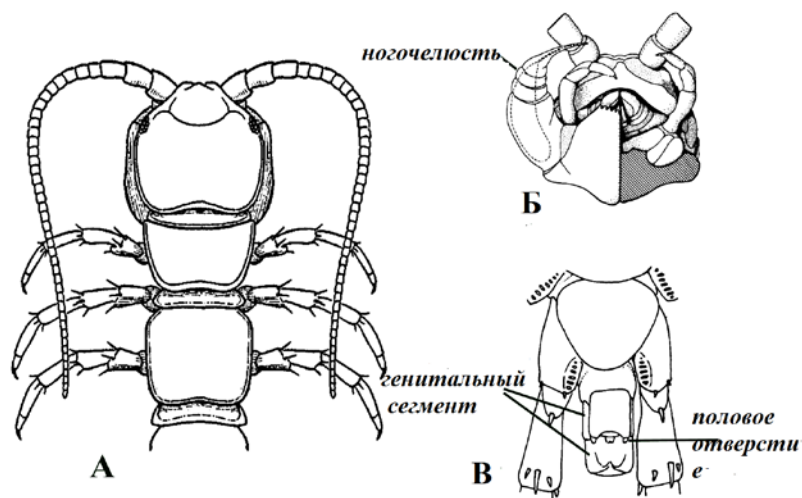 ногочелюсть
Б
генитальный
сегмент
половое
отверсти
е
А
В